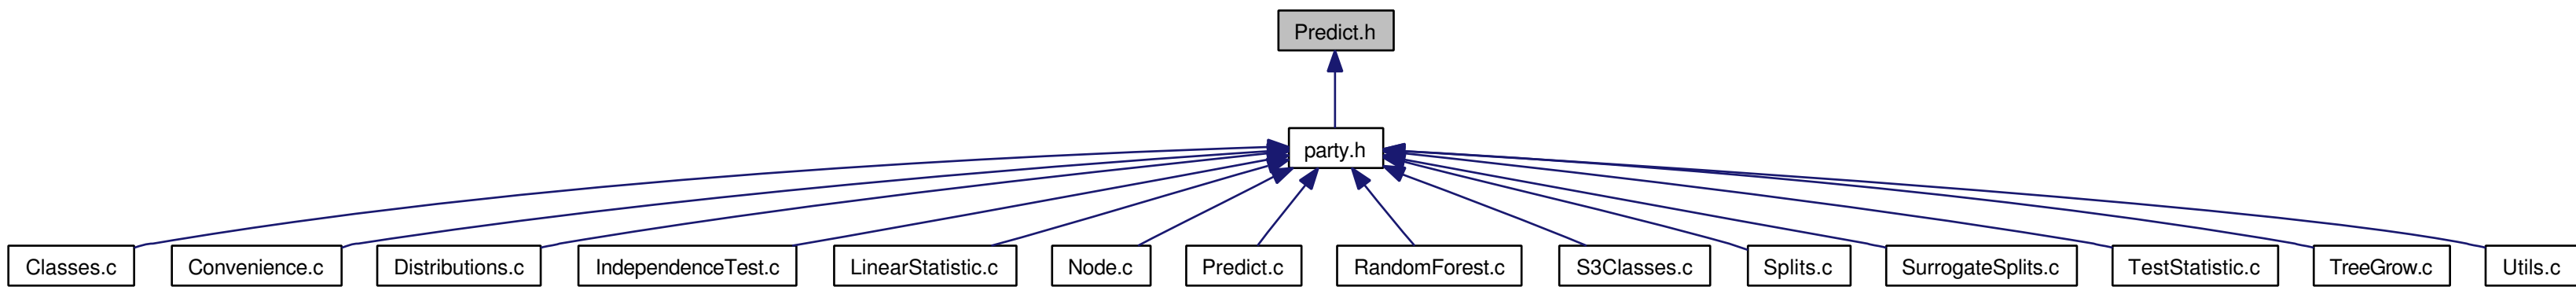 Predict.h
party.h
Classes.c
Convenience.c
Distributions.c
IndependenceTest.c
LinearStatistic.c
Node.c
Predict.c
RandomForest.c
S3Classes.c
Splits.c
SurrogateSplits.c
TestStatistic.c
TreeGrow.c
Utils.c